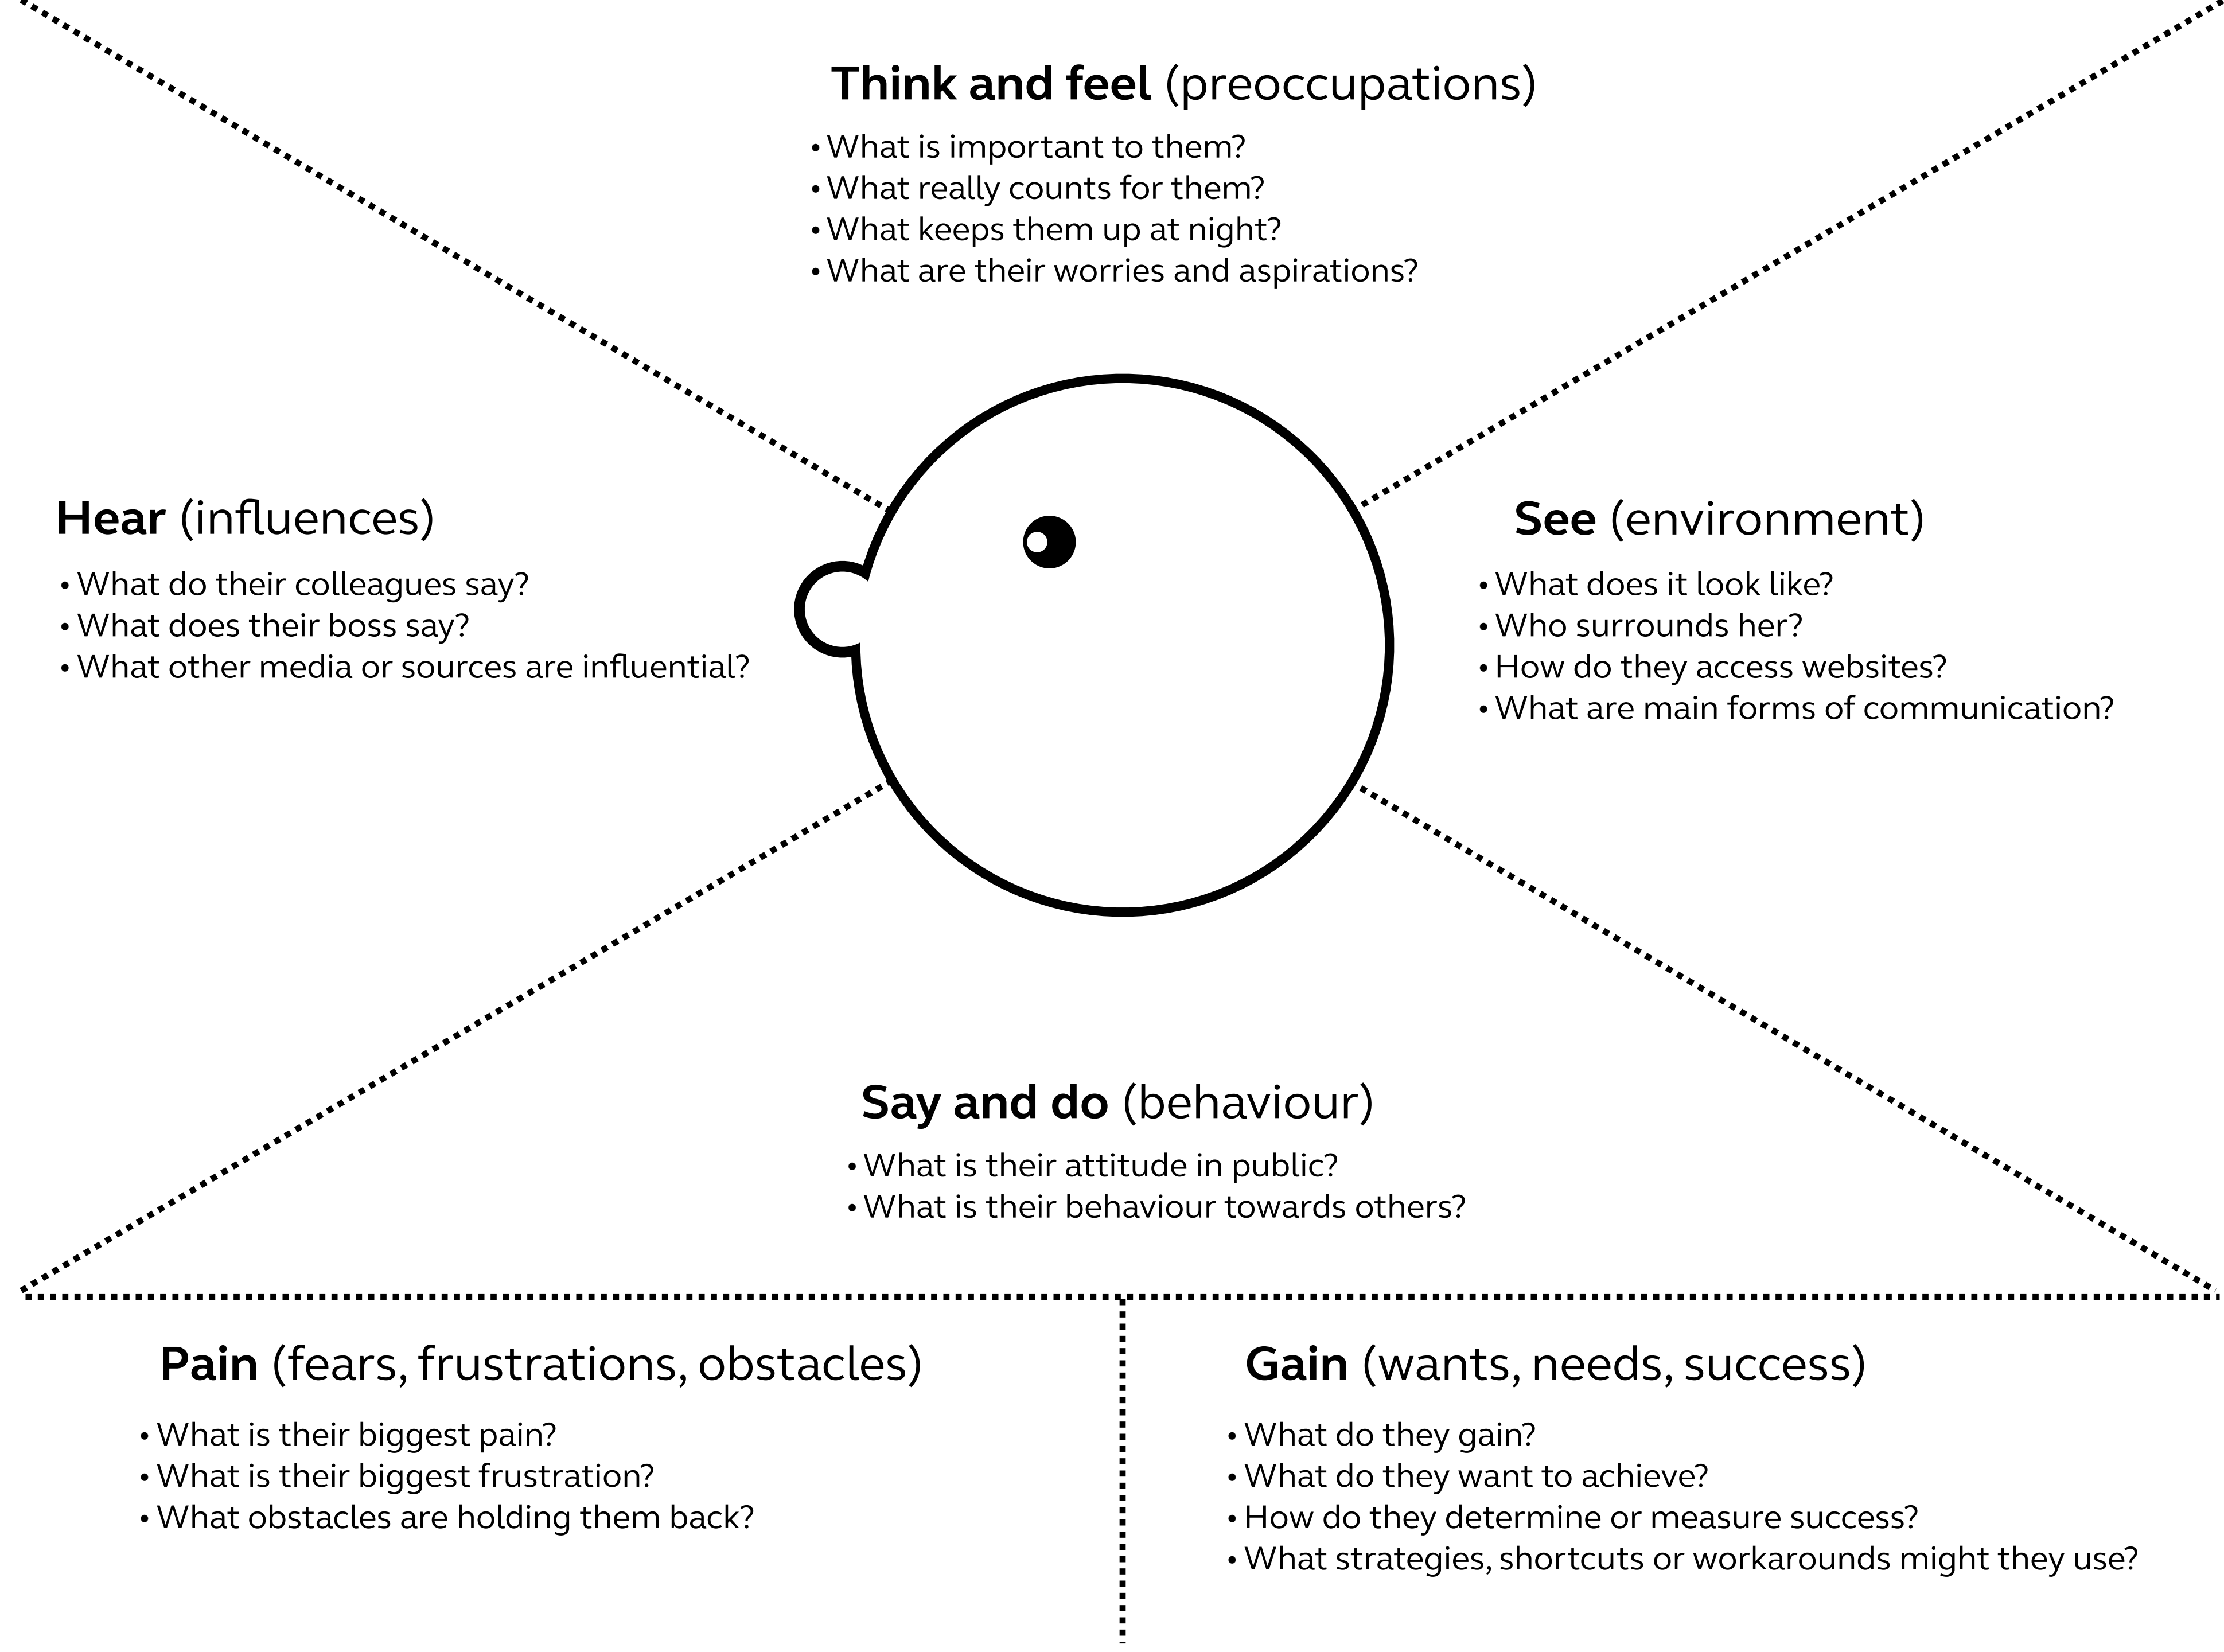 Think and feel (preoccupations)
• What is important to them?
• What really counts for them?
• What keeps them up at night?
• What are their worries and aspirations?
Hear (influences)
• What do their colleagues say?
• What does their boss say?
• What other media or sources are influential?
See (environment)
• What does it look like?
• Who surrounds her?
• How do they access websites?
• What are main forms of communication?
Say and do (behaviour)
• What is their attitude in public?
• What is their behaviour towards others?
Pain (fears, frustrations, obstacles)
• What is their biggest pain?
• What is their biggest frustration?
• What obstacles are holding them back?
Gain (wants, needs, success)
• What do they gain?
• What do they want to achieve?
• How do they determine or measure success?
• What strategies, shortcuts or workarounds might they use?